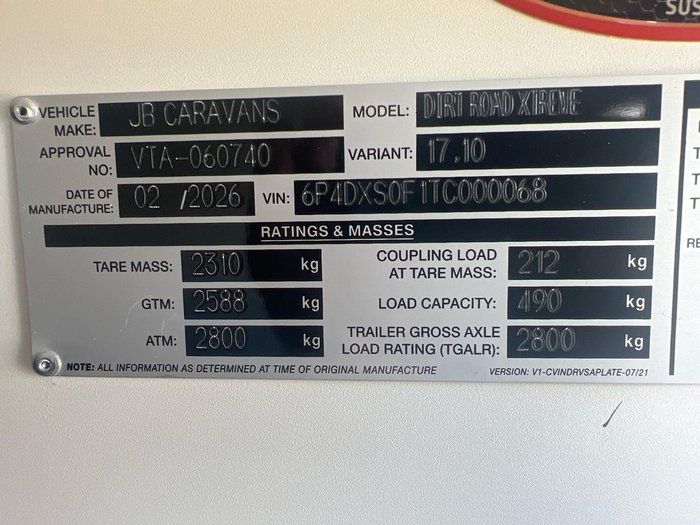 SUS
VEHICLE MAKE: JB CARAVANS MODEL: DIRT ROAD XTREME
APPROVAL NO: VTA-060740 VARIANT: 17.10
DATE OF MANUFACTURE: 02 /2026 VIN: 6P4DXS0F1TC000068
RATINGS & MASSES
TARE MASS: 2310 kg COUPLING LOAD AT TARE MASS: 212 kg
GTM: 2588 kg LOAD CAPACITY: 490 kg
ATM: 2800 kg TRAILER GROSS AXLE LOAD RATING (TGALR): 2800 kg
NOTE: ALL INFORMATION AS DETERMINED AT TIME OF ORIGINAL MANUFACTURE VERSION: V1-CVINDRVSAPLATE-07/21
T
T
T
RE